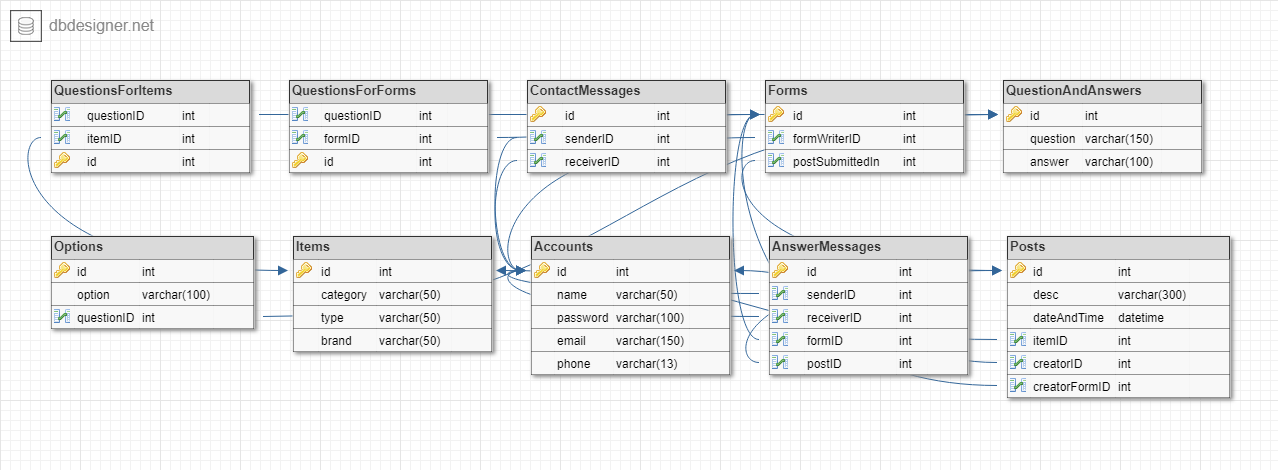 dbdesigner.net
QuestionsForItems
questionID int
itemID int
id int
QuestionsForForms
questionID int
formID int
id int
ContactMessages
id int
senderID int
receiverID int
Forms
id int
formWriterID int
postSubmittedIn int
QuestionAndAnswers
id int
question varchar(150)
answer varchar(100)
Options
id int
option varchar(100)
questionID int
Items
id int
category varchar(50)
type varchar(50)
brand varchar(50)
Accounts
id int
name varchar(50)
password varchar(100)
email varchar(150)
phone varchar(13)
AnswerMessages
id int
senderID int
receiverID int
formID int
postID int
Posts
id int
desc varchar(300)
dateAndTime datetime
itemID int
creatorID int
creatorFormID int